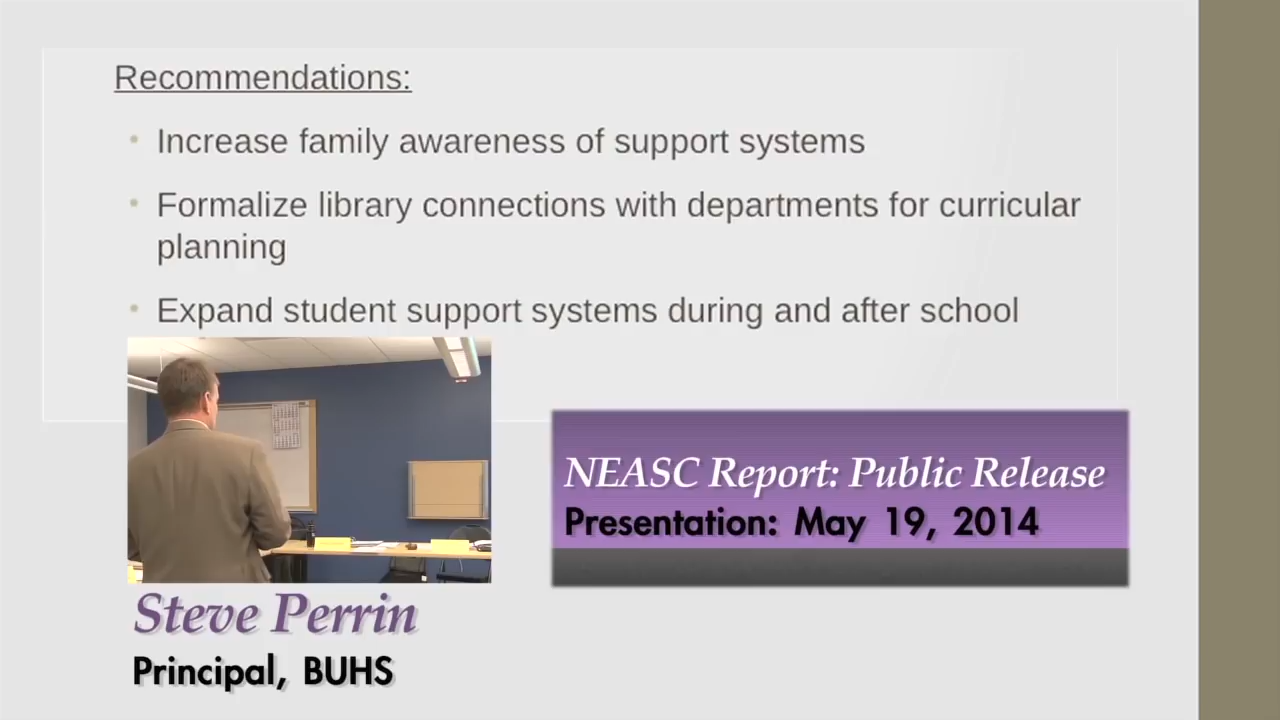 Recommendations:
• Increase family awareness of support systems
• Formalize library connections with departments for curricular
planning
• Expand student support systems during and after school
NEASC Report: Public Release
Presentation: May 19, 2014
Steve Perrin
Principal, BUHS